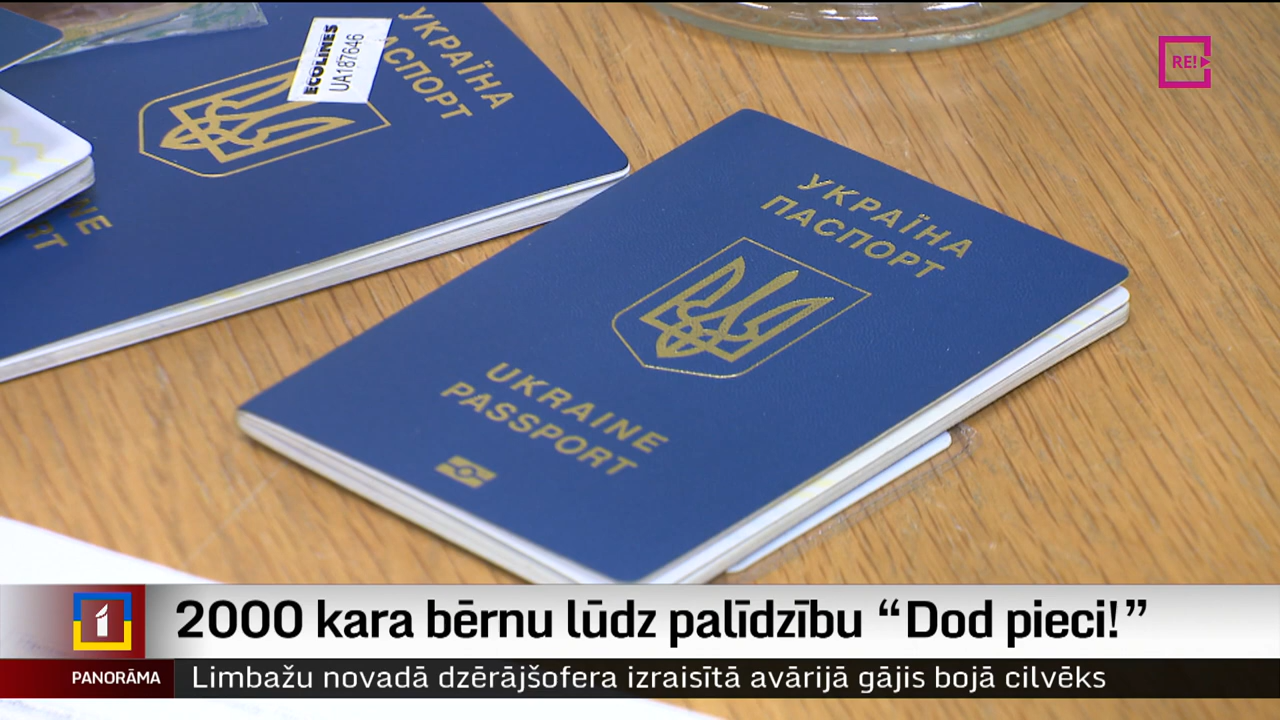 ECOLINES
UA187646
УКРАЇНА
ПАСПОРТ
RE!
УКРАЇНА
ПАСПОРТ
UKRAINE
PASSPORT
1
2000 kara bērnu lūdz palīdzību “Dod pieci!”
PANORĀMA
Limbažu novadā dzērājšofera izraisītā avārijā gājis bojā cilvēks